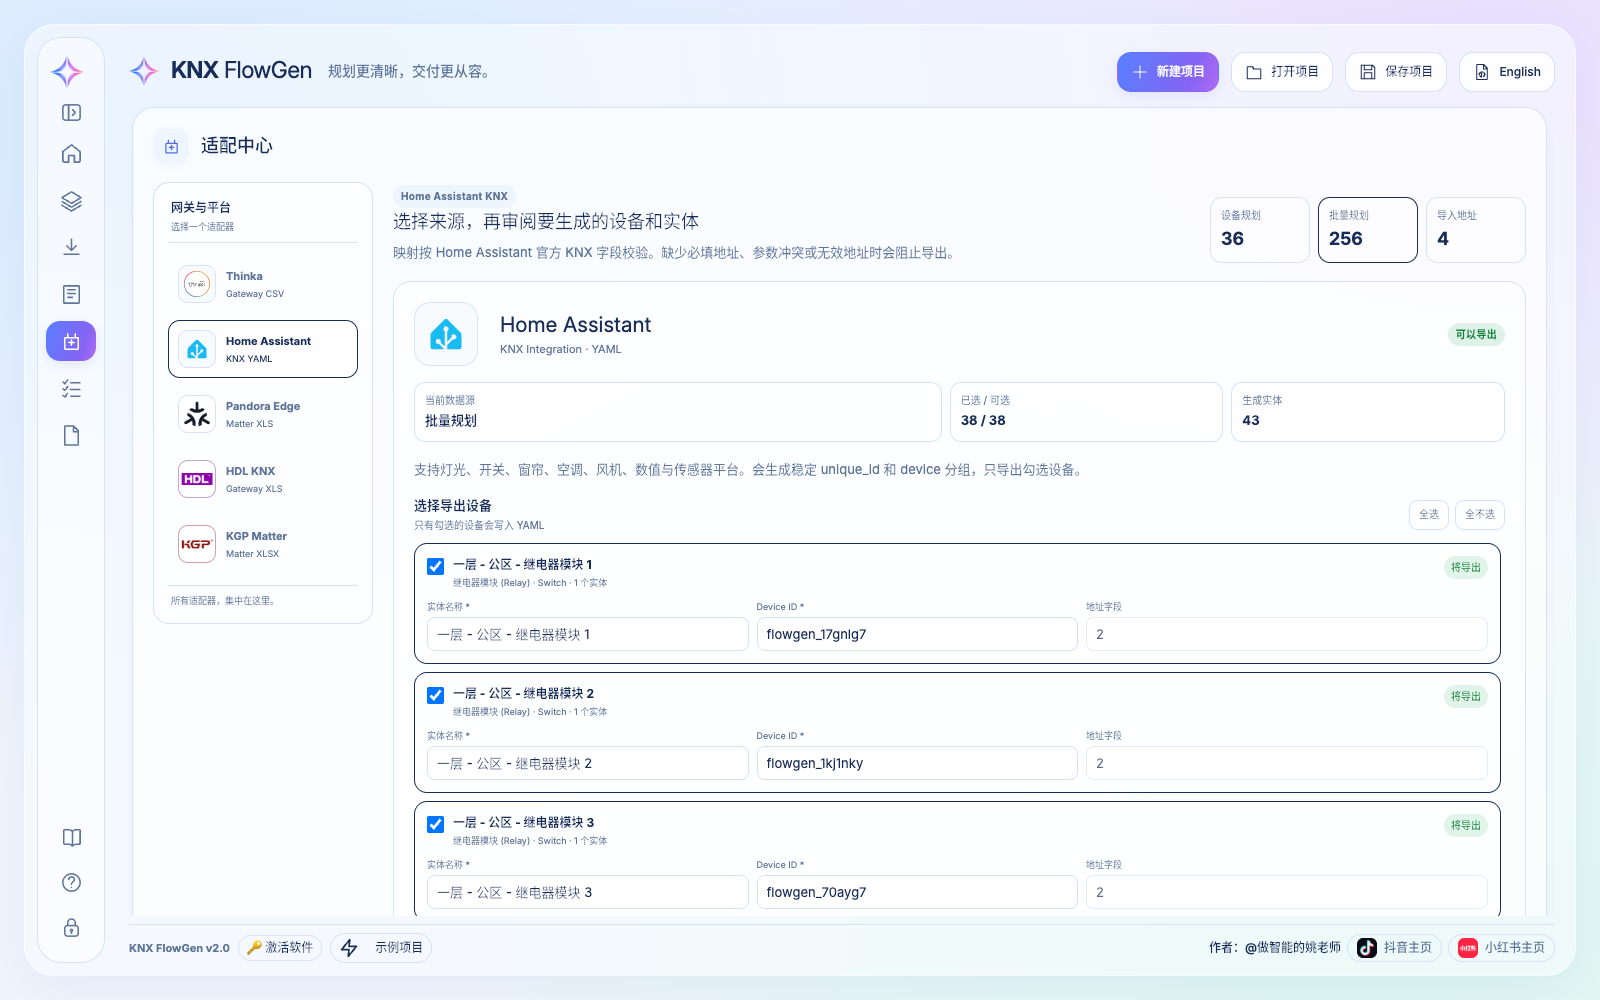 KNX FlowGen
规划更清晰，交付更从容。
新建项目
打开项目
保存项目
English
适配中心
网关与平台
选择一个适配器
Thinka
Gateway CSV
Home Assistant
KNX YAML
Pandora Edge
Matter XLS
HDL
HDL KNX
Gateway XLS
KGP
KGP Matter
Matter XLSX
所有适配器，集中在这里。
Home Assistant KNX
选择来源，再审阅要生成的设备和实体
映射按 Home Assistant 官方 KNX 字段校验。缺少必填地址、参数冲突或无效地址时会阻止导出。
设备规划
36
批量规划
256
导入地址
4
Home Assistant
KNX Integration · YAML
可以导出
当前数据源
批量规划
已选 / 可选
38 / 38
生成实体
43
支持灯光、开关、窗帘、空调、风机、数值与传感器平台。会生成稳定 unique_id 和 device 分组，只导出勾选设备。
选择导出设备
只有勾选的设备会写入 YAML
全选
全不选
一层 - 公区 - 继电器模块 1
继电器模块 (Relay) · Switch · 1 个实体
将导出
实体名称 *
Device ID *
地址字段
一层 - 公区 - 继电器模块 1
flowgen_17gnlg7
2
一层 - 公区 - 继电器模块 2
继电器模块 (Relay) · Switch · 1 个实体
将导出
实体名称 *
Device ID *
地址字段
一层 - 公区 - 继电器模块 2
flowgen_1kj1nky
2
一层 - 公区 - 继电器模块 3
继电器模块 (Relay) · Switch · 1 个实体
将导出
实体名称 *
Device ID *
地址字段
一层 - 公区 - 继电器模块 3
flowgen_70ayg7
2
KNX FlowGen v2.0
激活软件
示例项目
作者：@做智能的姚老师
抖音主页
小红书
小红书主页